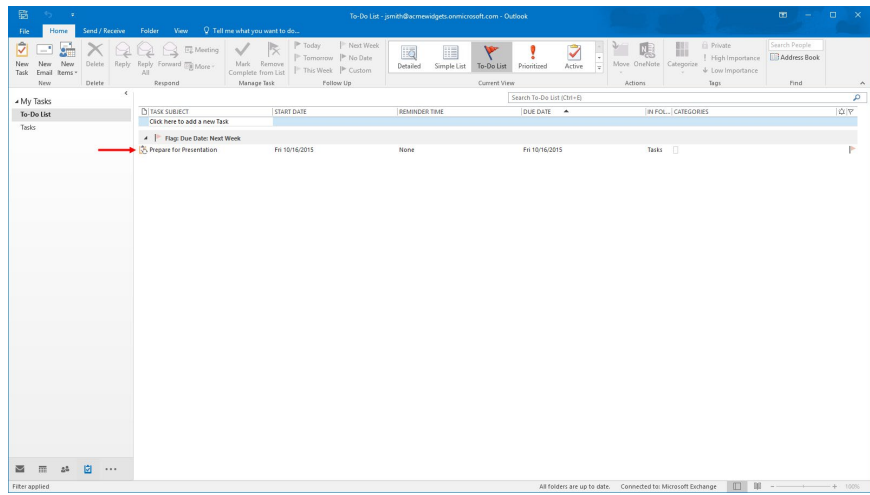 To-Do List - jsmith@acmewidgets.onmicrosoft.com - Outlook
File Home Send / Receive Folder View Tell me what you want to do...
New Task
New Email
New Items
Delete
Reply
Reply All
Forward
Meeting
More
Mark Complete
Remove from List
Today
Tomorrow
This Week
Next Week
No Date
Custom
Detailed
Simple List
To-Do List
Prioritized
Active
Move
OneNote
Categorize
Private
High Importance
Low Importance
Search People
Address Book
New Delete Respond Manage Task Follow Up Current View Actions Tags Find
My Tasks
To-Do List
Tasks
Search To-Do List (Ctrl+E)
TASK SUBJECT START DATE REMINDER TIME DUE DATE IN FOL... CATEGORIES
Click here to add a new Task
Flag: Due Date: Next Week
Prepare for Presentation Fri 10/16/2015 None Fri 10/16/2015 Tasks
Filter applied All folders are up to date. Connected to: Microsoft Exchange 100%